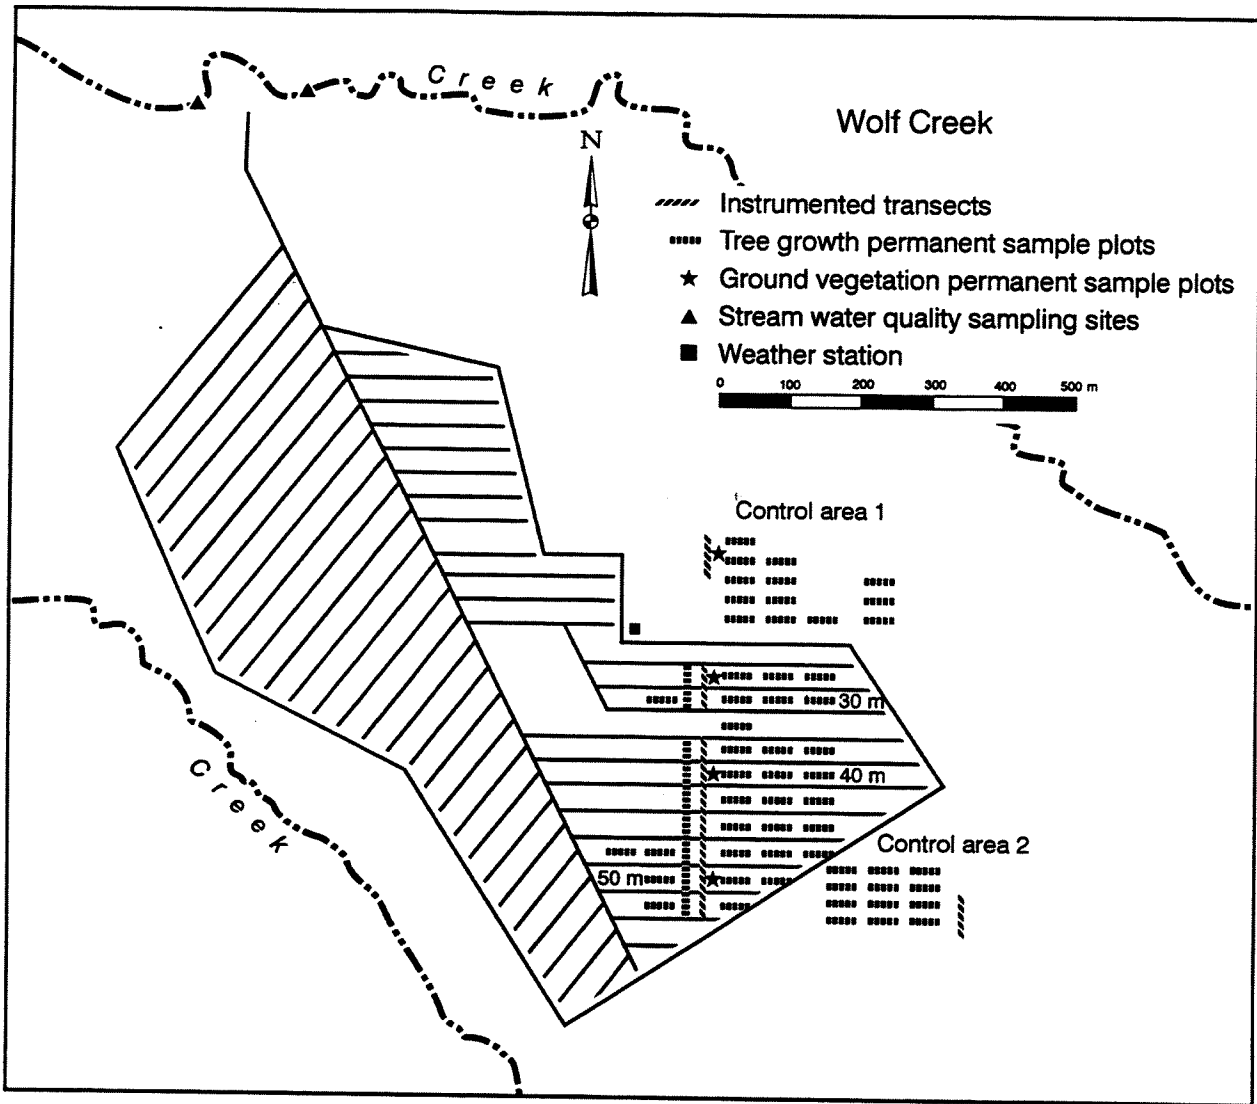 Creek
N
Wolf Creek
Instrumented transects
Tree growth permanent sample plots
Ground vegetation permanent sample plots
Stream water quality sampling sites
Weather station
0 100 200 300 400 500 m
Control area 1
30 m
40 m
Creek
Control area 2
50 m